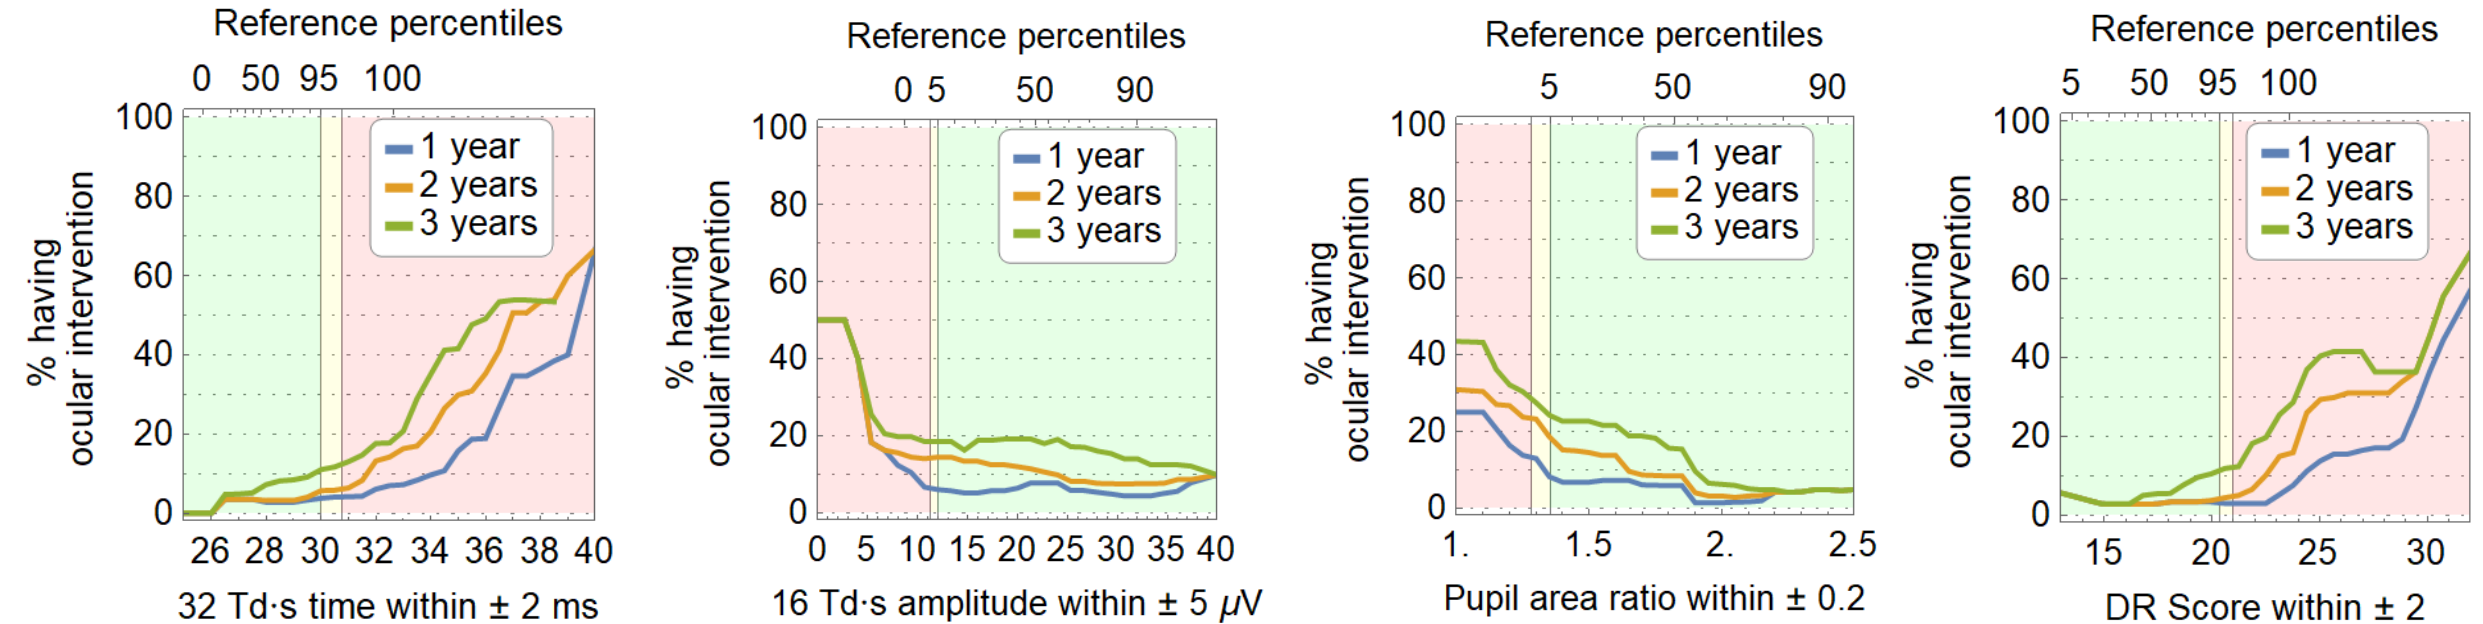 Reference percentiles
0 50 95 100
100
80
60
40
20
0
% having
ocular intervention
1 year
2 years
3 years
26 28 30 32 34 36 38 40
32 Td·s time within ± 2 ms
Reference percentiles
0 5 50 90
100
80
60
40
20
0
% having
ocular intervention
1 year
2 years
3 years
0 5 10 15 20 25 30 35 40
16 Td·s amplitude within ± 5 μV
Reference percentiles
5 50 90
100
80
60
40
20
0
% having
ocular intervention
1 year
2 years
3 years
1. 1.5 2. 2.5
Pupil area ratio within ± 0.2
Reference percentiles
5 50 95 100
100
80
60
40
20
0
% having
ocular intervention
1 year
2 years
3 years
15 20 25 30
DR Score within ± 2